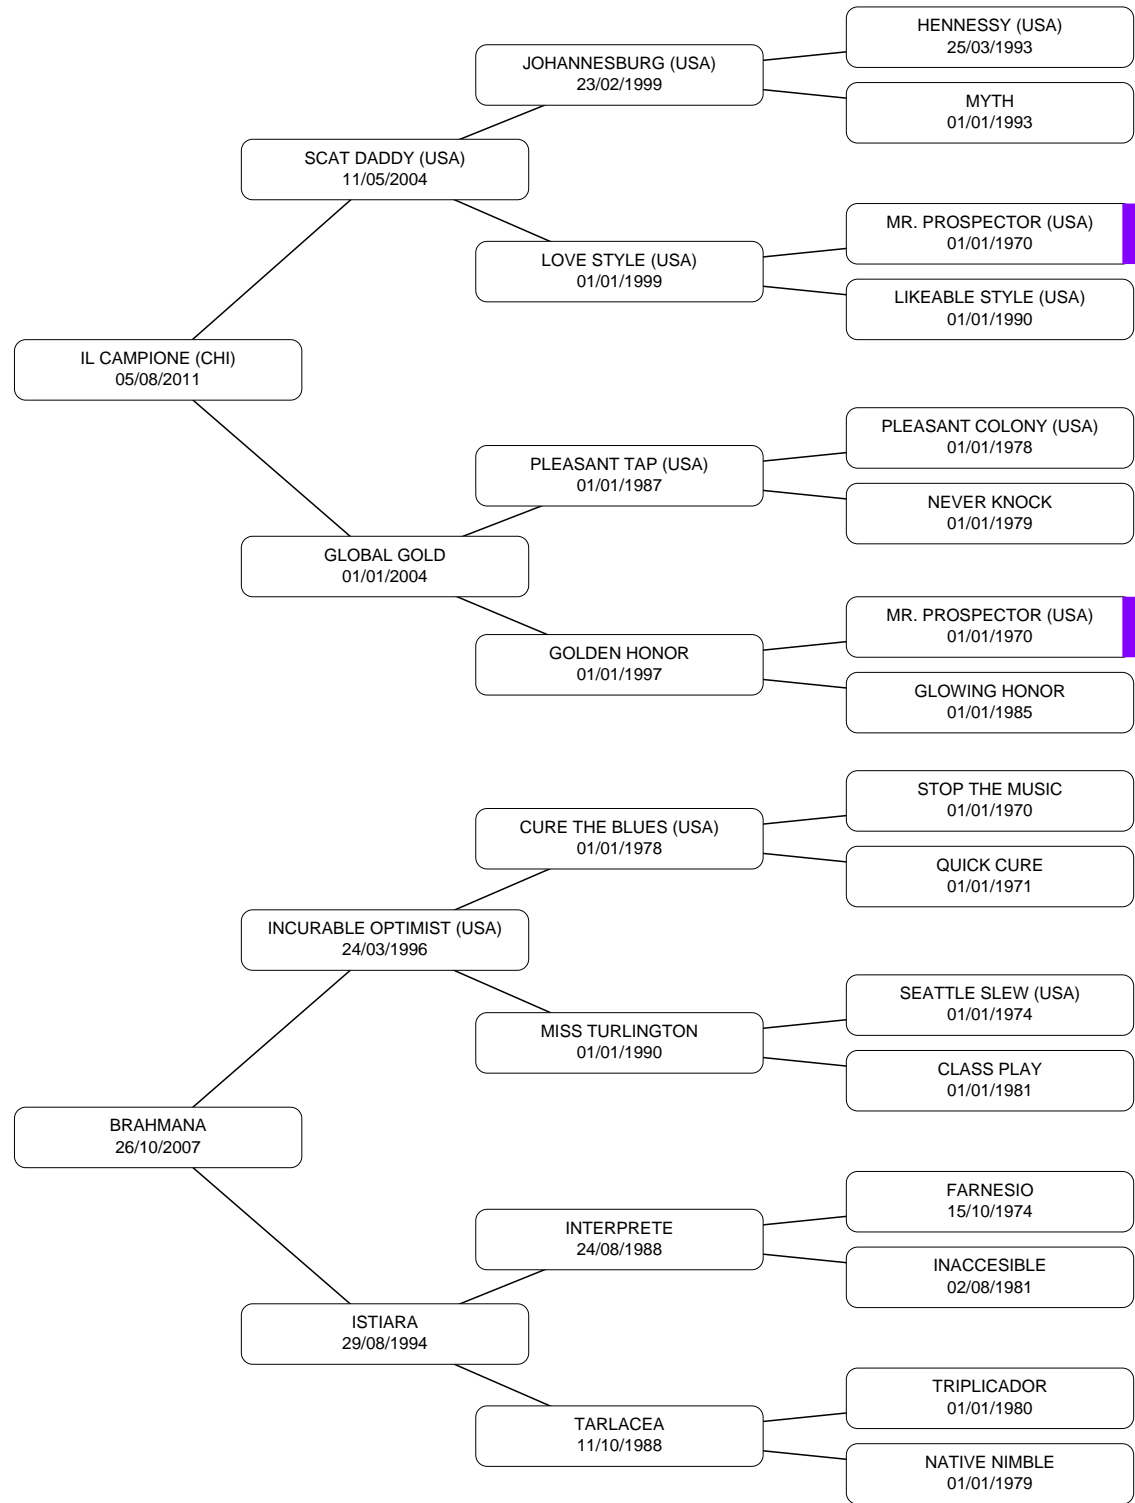 HENNESSY (USA)
25/03/1993
JOHANNESBURG (USA)
23/02/1999
MYTH
01/01/1993
SCAT DADDY (USA)
11/05/2004
MR. PROSPECTOR (USA)
01/01/1970
LOVE STYLE (USA)
01/01/1999
LIKEABLE STYLE (USA)
01/01/1990
IL CAMPIONE (CHI)
05/08/2011
PLEASANT COLONY (USA)
01/01/1978
PLEASANT TAP (USA)
01/01/1987
NEVER KNOCK
01/01/1979
GLOBAL GOLD
01/01/2004
MR. PROSPECTOR (USA)
01/01/1970
GOLDEN HONOR
01/01/1997
GLOWING HONOR
01/01/1985
STOP THE MUSIC
01/01/1970
CURE THE BLUES (USA)
01/01/1978
QUICK CURE
01/01/1971
INCURABLE OPTIMIST (USA)
24/03/1996
SEATTLE SLEW (USA)
01/01/1974
MISS TURLINGTON
01/01/1990
CLASS PLAY
01/01/1981
BRAHMANA
26/10/2007
FARNESIO
15/10/1974
INTERPRETE
24/08/1988
INACCESIBLE
02/08/1981
ISTIARA
29/08/1994
TRIPLICADOR
01/01/1980
TARLACEA
11/10/1988
NATIVE NIMBLE
01/01/1979